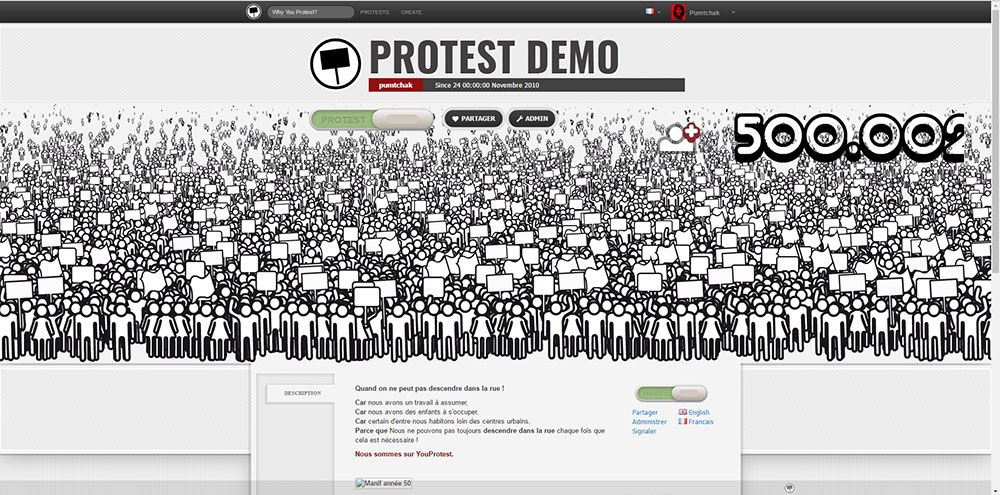 Why You Protest?
PROTESTS.
CREATE.
Pumtchak
PROTEST DEMO
pumtchak Since 24 00:00:00 Novembre 2010
PROTEST
PARTAGER
ADMIN
500.002
DESCRIPTION
Quand on ne peut pas descendre dans la rue !
Car nous avons un travail à assumer,
Car nous avons des enfants à s'occuper,
Car certain d'entre nous habitons loin des centres urbains.
Parce que Nous ne pouvons pas toujours descendre dans la rue chaque fois que
cela est nécessaire !
Nous sommes sur YouProtest.
Manif année 50
PROTEST
Partager
English
Administrer
Francais
Signaler